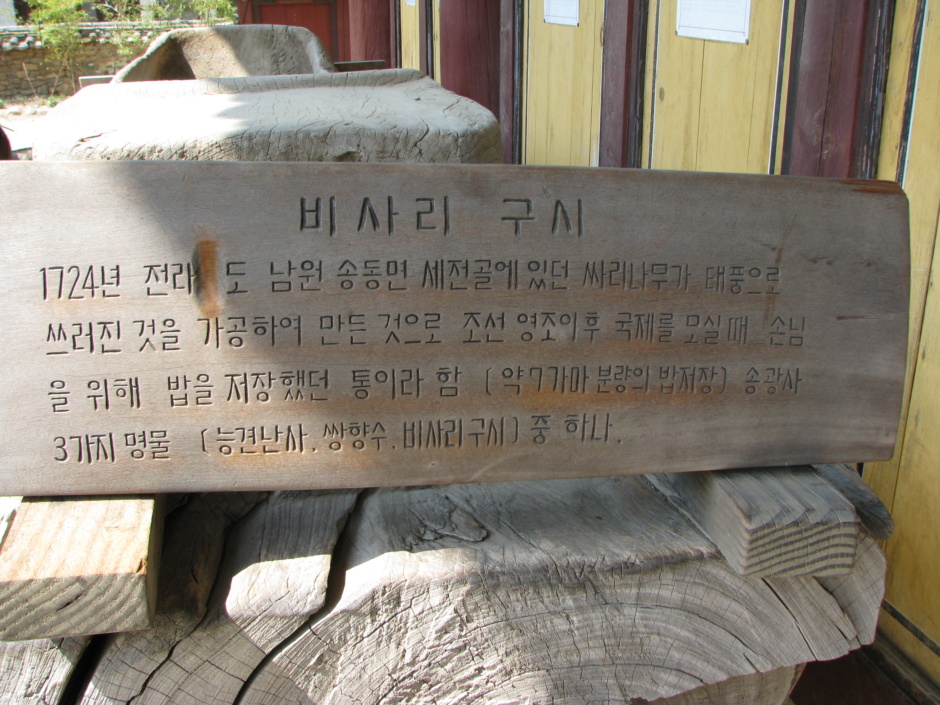 비사리 구시
1724년 전라 도 남원 송동면 세전골에 있던 싸리나무가 태풍으로
쓰러진 것을 가공하여 만든 것으로 조선 영조이후 국제를 모실때 손님
을 위해 밥을 저장했던 통이라 함 (약7가마 분량의 밥저장) 송광사
3가지 명물 (능견난사, 쌍향수, 비사리구시) 중 하나.